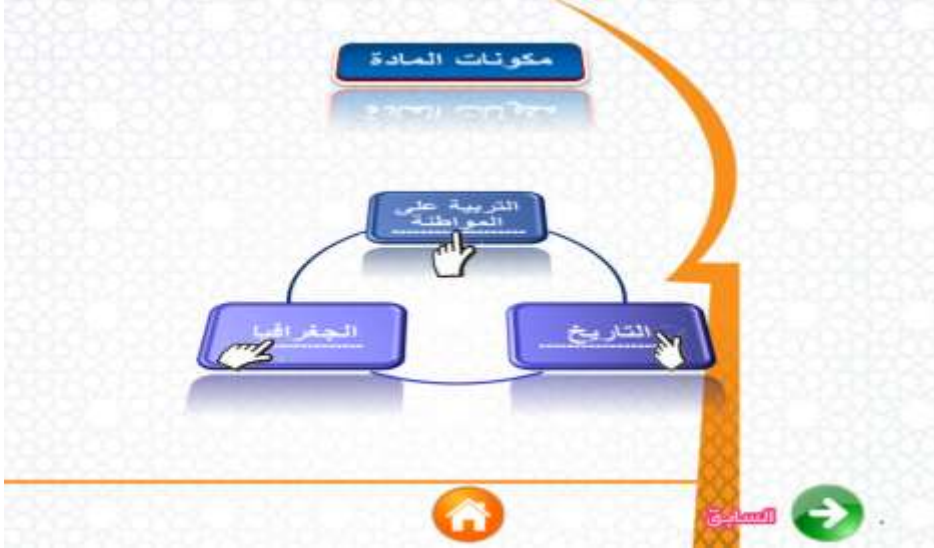 مكونات المادة
التربية على
المواطنة
التاريخ
الجغرافيا
السابق